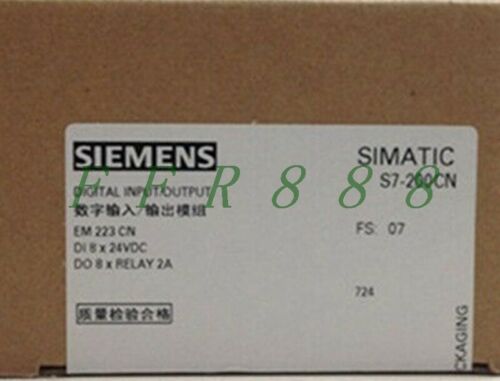 SIEMENS
SIMATIC
S7-200CN
DIGITAL INPUT/OUTPUT
数字输入/输出模组
EFR888
EM 223 CN
FS: 07
DI 8 x 24VDC
DO 8 x RELAY 2A
724
质量检验合格
CKAGING